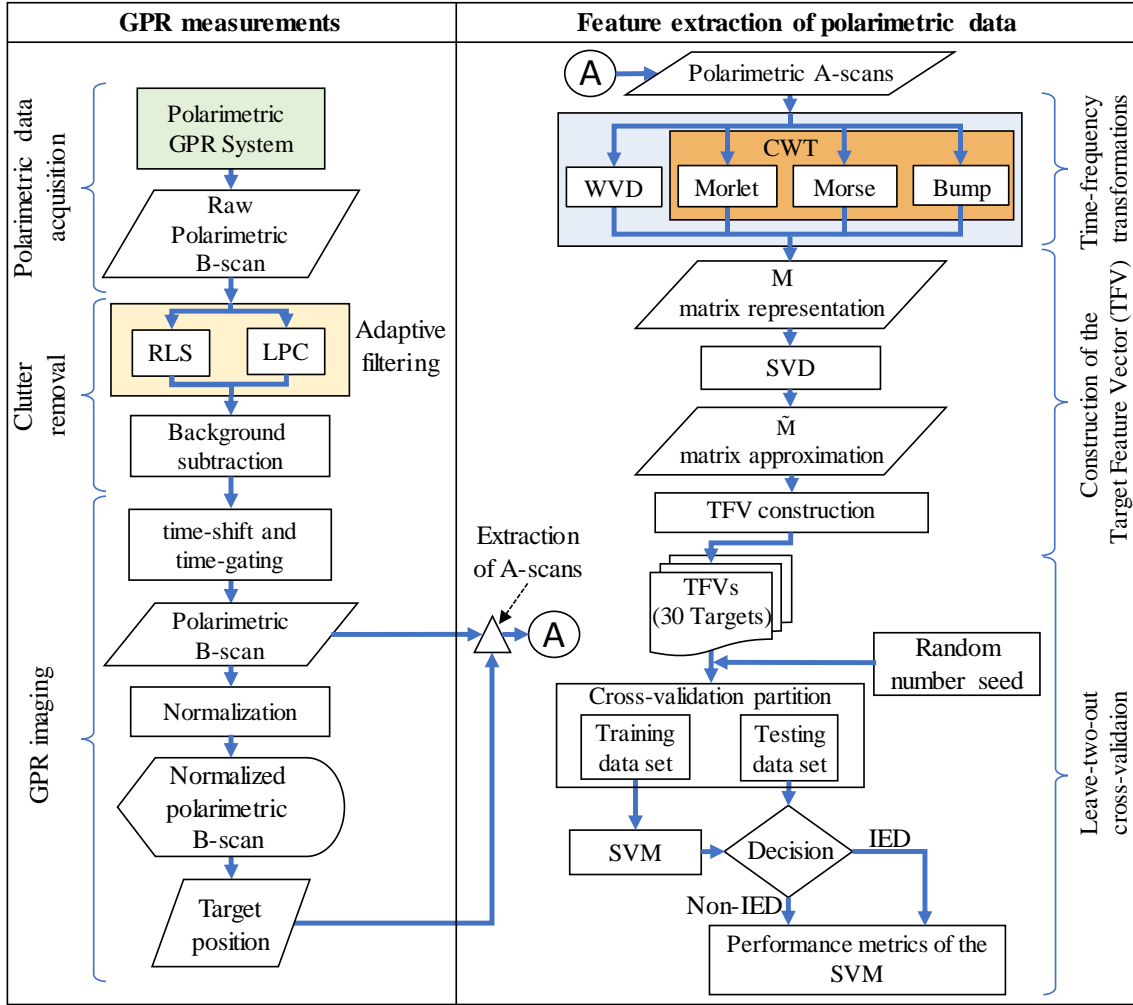 GPR measurements
Polarimetric data
acquisition
Polarimetric
GPR System
Raw
Polarimetric
B-scan
Clutter
removal
RLS
LPC
Adaptive
filtering
Background
subtraction
GPR imaging
time-shift and
time-gating
Polarimetric
B-scan
Normalization
Normalized
polarimetric
B-scan
Target
position
Extraction
of A-scans
A
Feature extraction of polarimetric data
A
Polarimetric A-scans
CWT
WVD
Morlet
Morse
Bump
Time-frequency
transformations
M
matrix representation
SVD
M̃
matrix approximation
TFV construction
Construction of the
Target Feature Vector (TFV)
TFVs
(30 Targets)
Random
number seed
Cross-validation partition
Training
data set
Testing
data set
SVM
Decision
IED
Non-IED
Performance metrics of the
SVM
Leave-two-out
cross-validaion